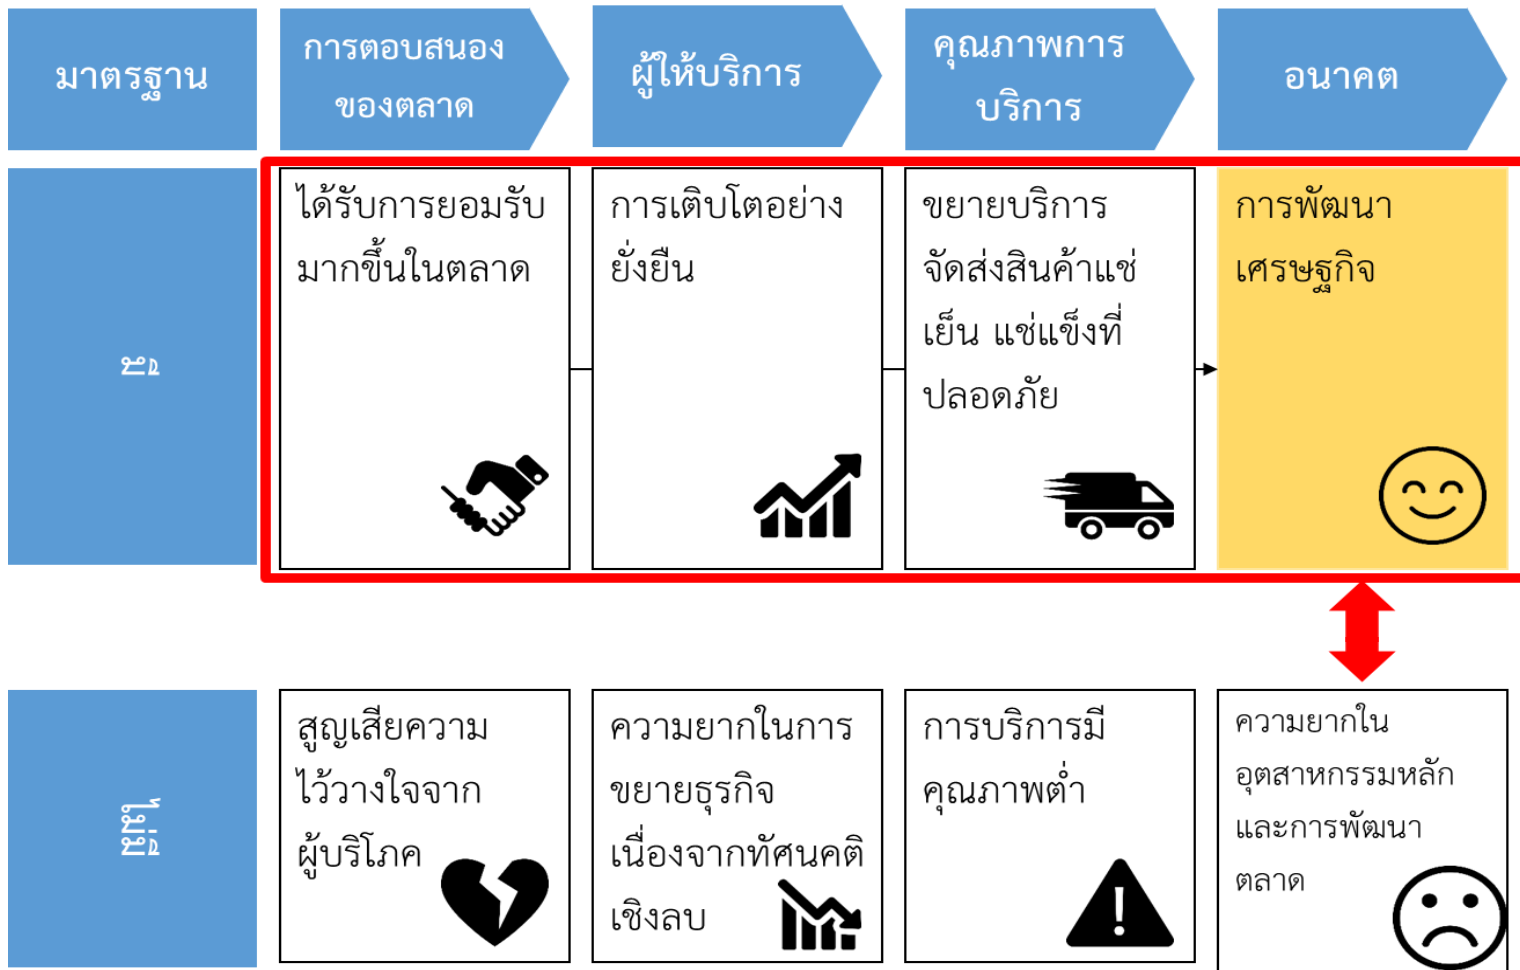 มาตรฐาน
การตอบสนอง
ของตลาด
ผู้ให้บริการ
คุณภาพการ
บริการ
อนาคต
มี
ได้รับการยอมรับ
มากขึ้นในตลาด
การเติบโตอย่าง
ยั่งยืน
ขยายบริการ
จัดส่งสินค้าแช่
เย็น แช่แข็งที่
ปลอดภัย
การพัฒนา
เศรษฐกิจ
ไม่มี
สูญเสียความ
ไว้วางใจจาก
ผู้บริโภค
ความยากในการ
ขยายธุรกิจ
เนื่องจากทัศนคติ
เชิงลบ
การบริการมี
คุณภาพต่ำ
ความยากใน
อุตสาหกรรมหลัก
และการพัฒนา
ตลาด